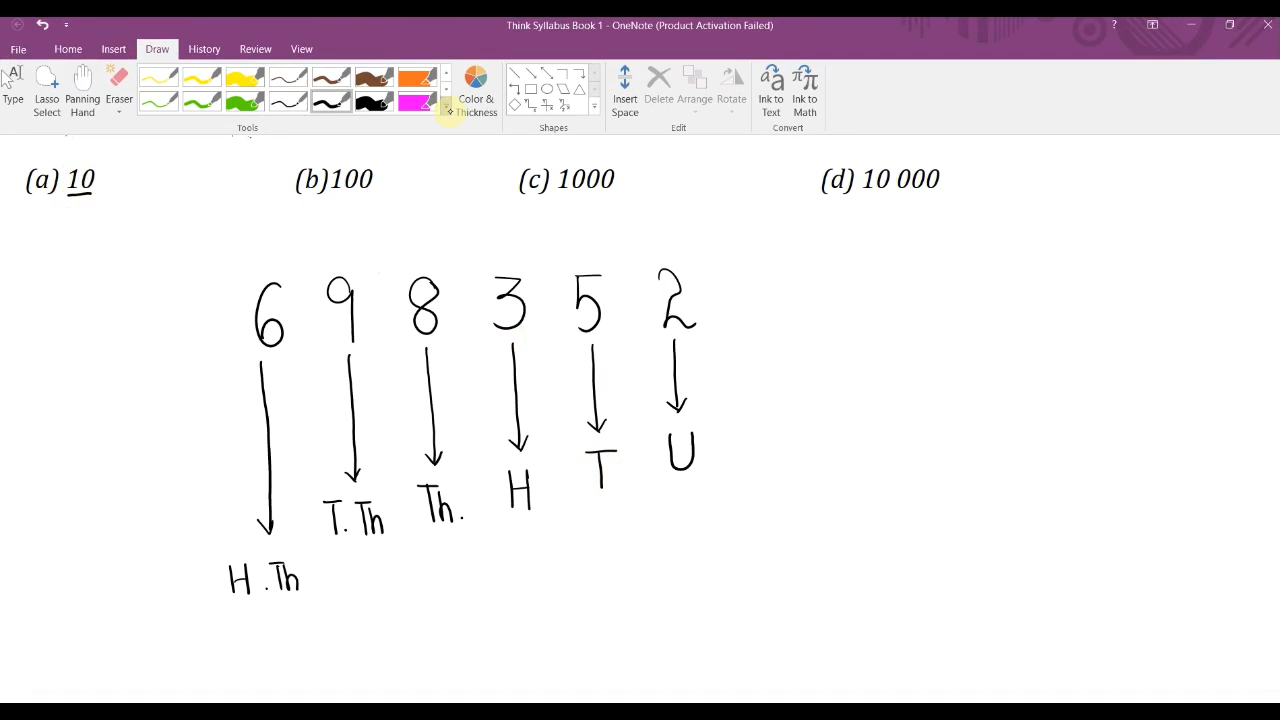 Think Syllabus Book 1 - OneNote (Product Activation Failed)
File Home Insert Draw History Review View
Type Lasso Select Panning Hand Eraser Color & Thickness Insert Space Delete Arrange Rotate Ink to Text Ink to Math
Tools Shapes Edit Convert
(a) 10 (b)100 (c) 1000 (d) 10 000
6 9 8 3 5 2
H.Th T.Th Th. H T U